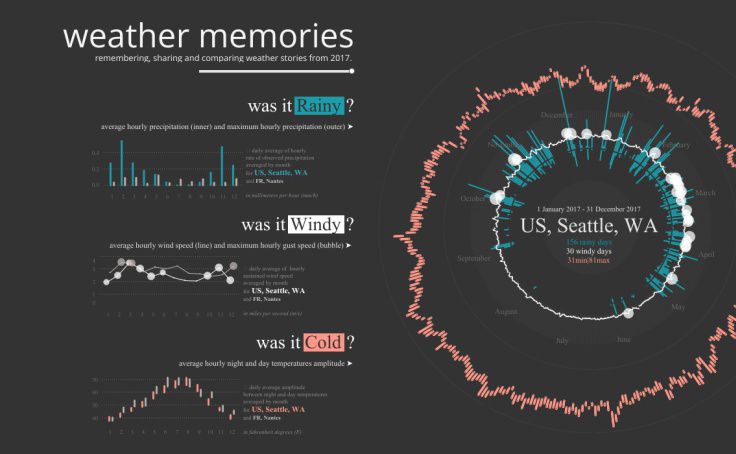 weather memories
remembering, sharing and comparing weather stories from 2017.
was it Rainy ?
average hourly precipitation (inner) and maximum hourly precipitation (outer) ➤
0.4
0.2
0.0
1 2 3 4 5 6 7 8 9 10 11 12
daily average of hourly
rate of observed precipitation
averaged by month
for US, Seattle, WA
and FR, Nantes
in millimeters per hour (mm/h)
was it Windy ?
average hourly wind speed (line) and maximum hourly gust speed (bubble) ➤
4
3
2
1
0
1 2 3 4 5 6 7 8 9 10 11 12
daily average of hourly
sustained wind speed
averaged by month
for US, Seattle, WA
and FR, Nantes
in miles per second (m/s)
was it Cold ?
average hourly night and day temperatures amplitude ➤
70
60
50
40
1 2 3 4 5 6 7 8 9 10 11 12
daily average amplitude
between night and day temperatures
averaged by month
for US, Seattle, WA
and FR, Nantes
in fahrenheit degrees (F)
December
January
November
February
October
March
1 January 2017 - 31 December 2017
US, Seattle, WA
156 rainy days
30 windy days
31min|81max
September
April
August
May
July
June